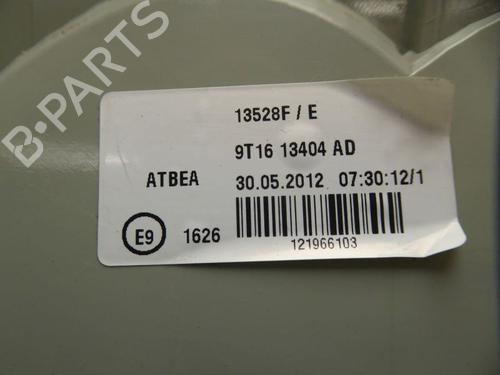 B-PARTS
13528F / E
9T16 13404 AD
ATBEA 30.05.2012 07:30:12/1
E9 1626
121966103